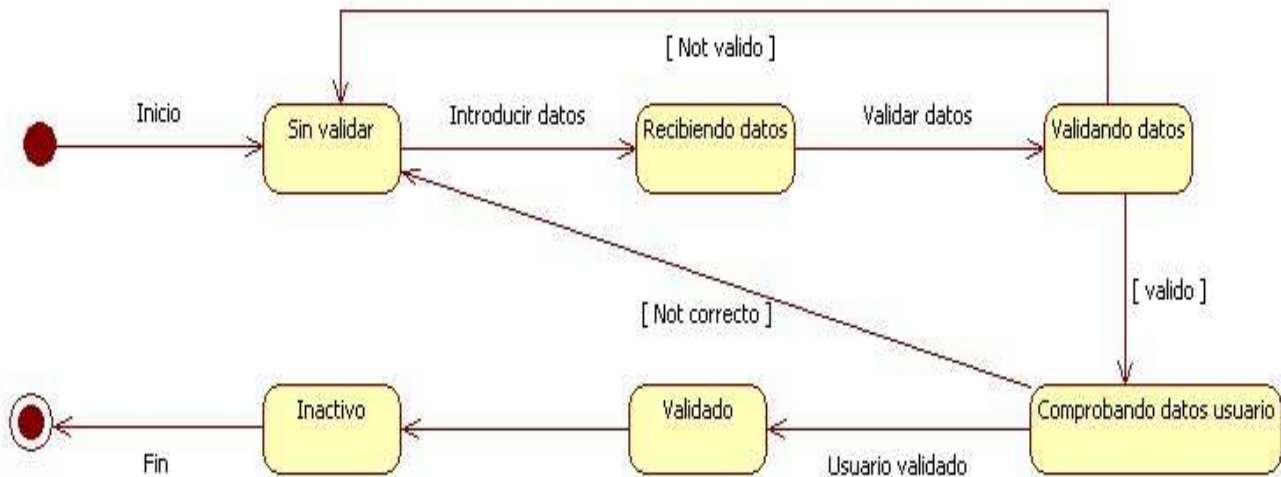 [ Not valido ]
Inicio
Sin validar
Introducir datos
Recibiendo datos
Validar datos
Validando datos
[ valido ]
[ Not correcto ]
Inactivo
Validado
Comprobando datos usuario
Fin
Usuario validado